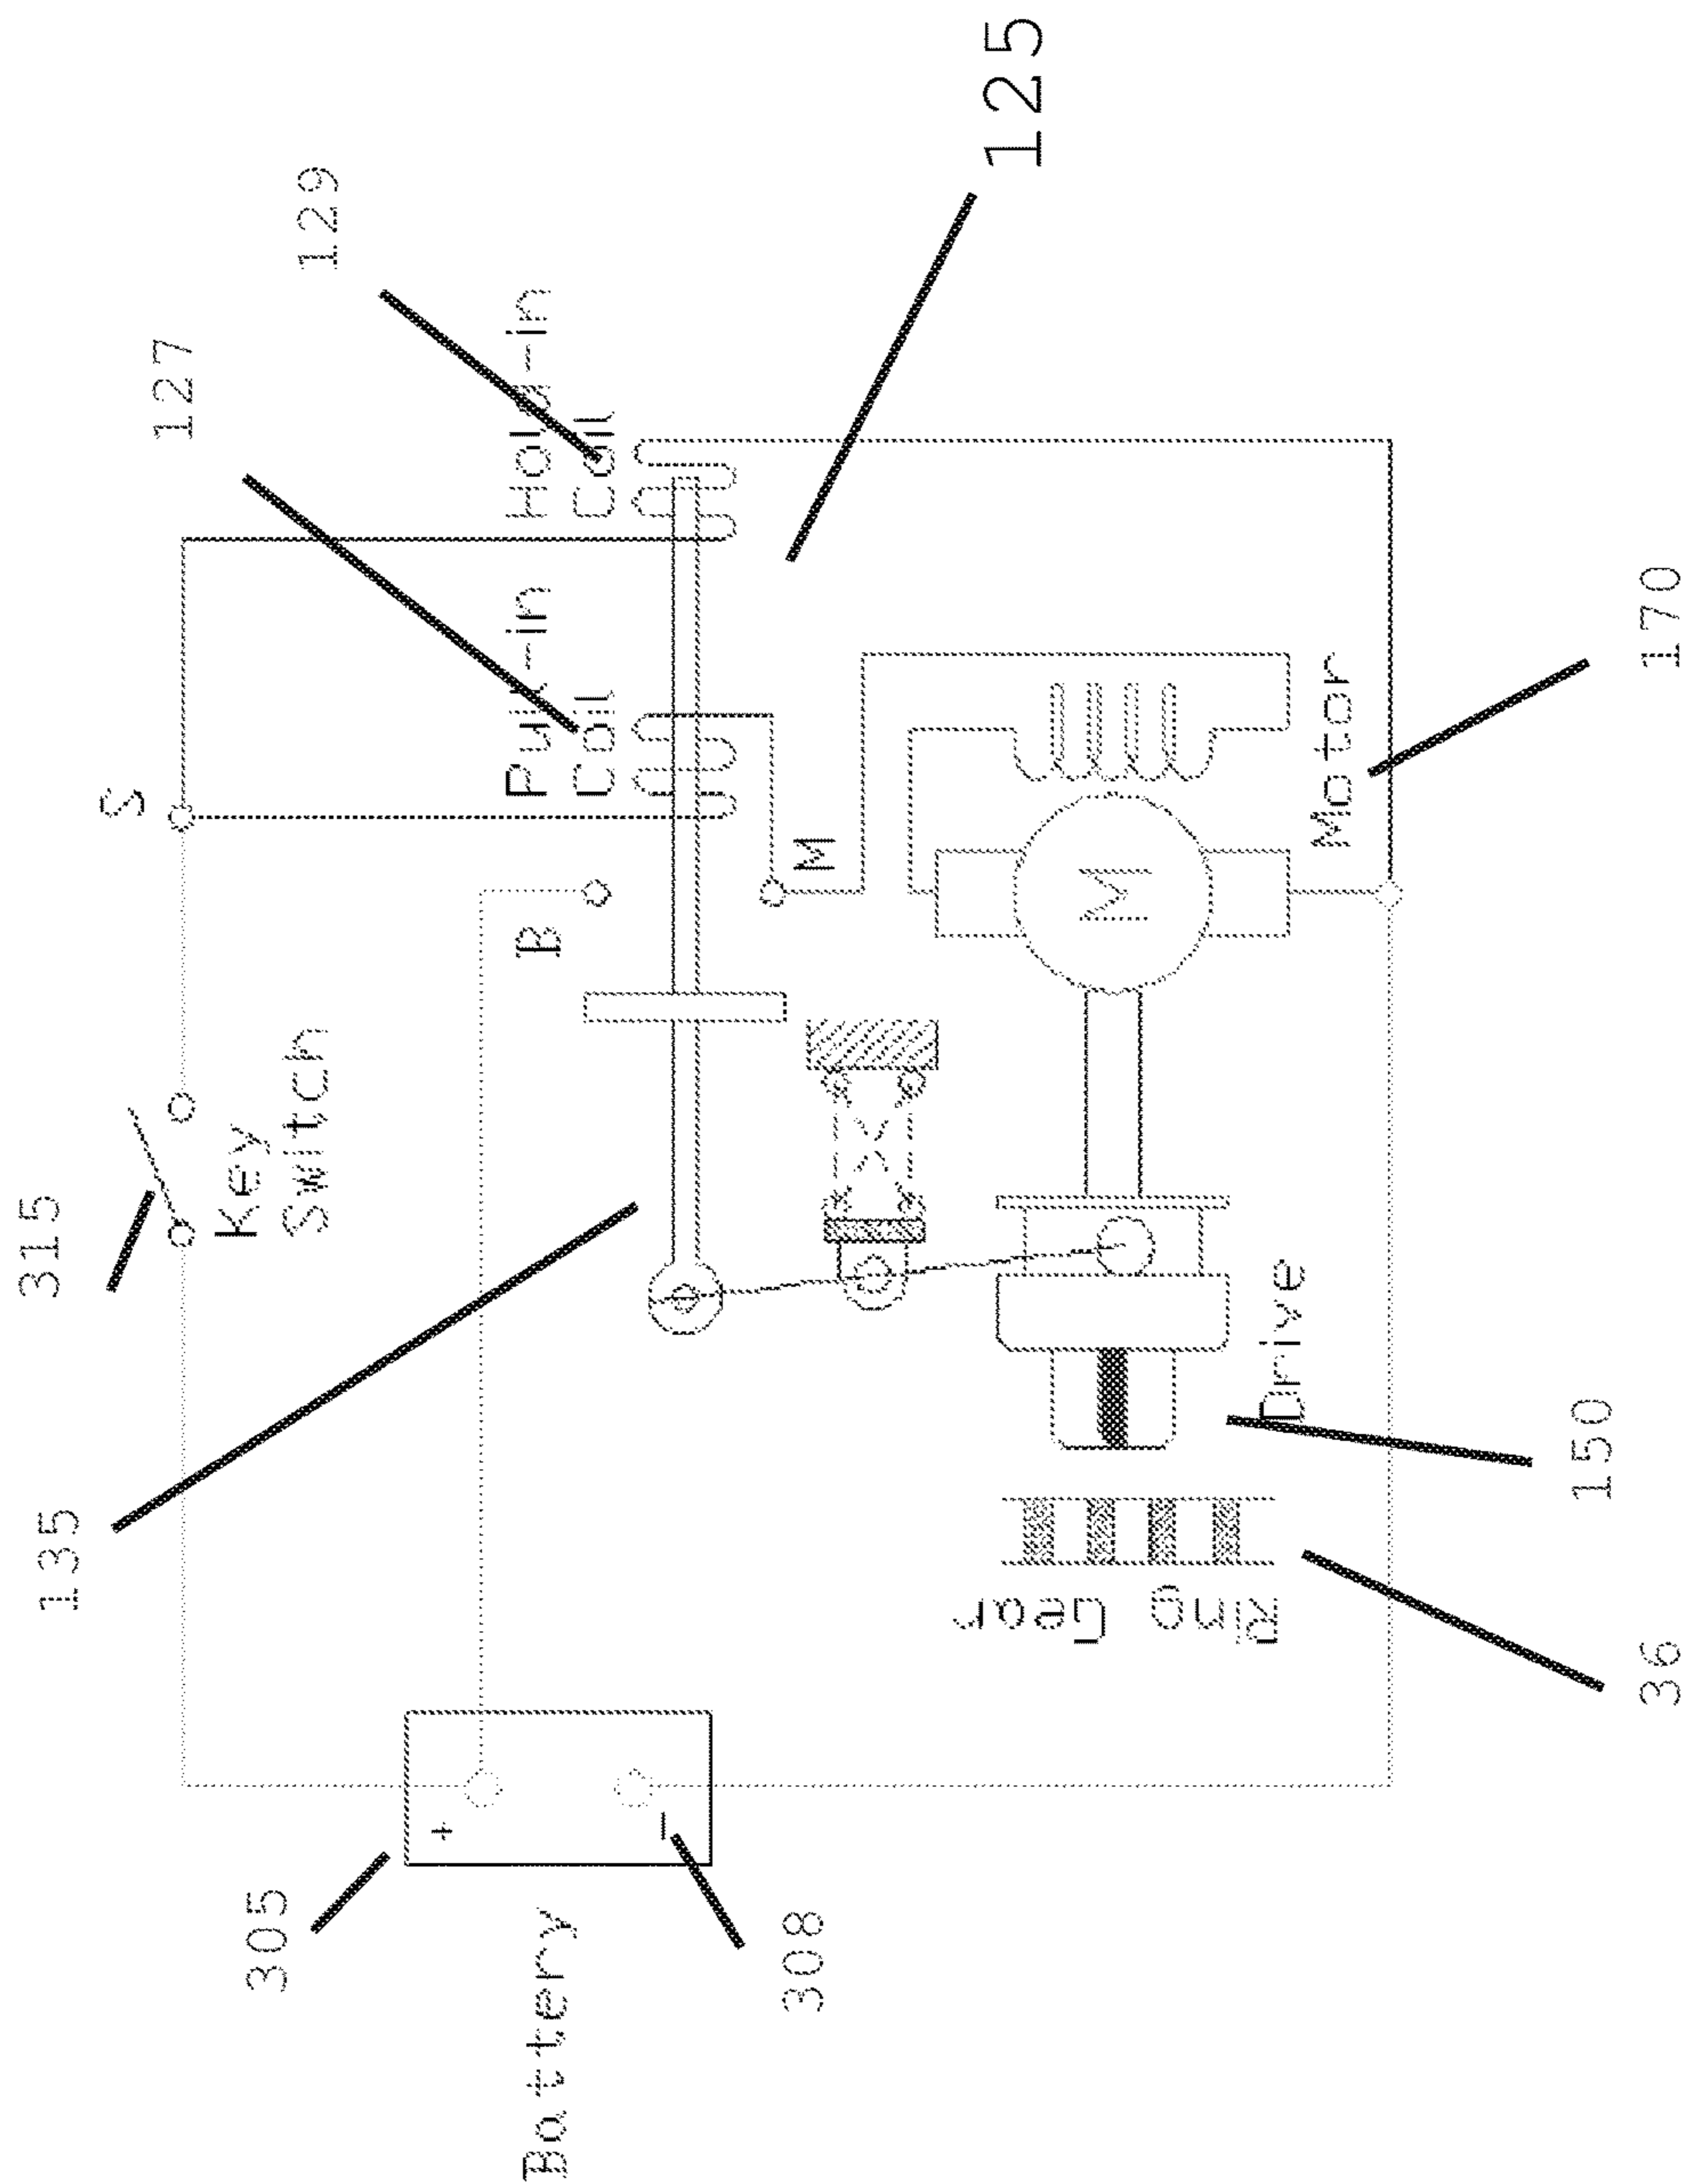 315
Key
Switch
S
127
129
Pull-in
Coil
Hold-in
Coil
125
1135
B
M
M
Motor
170
305
+
-
308
Battery
Ring Gear
36
Drive
150